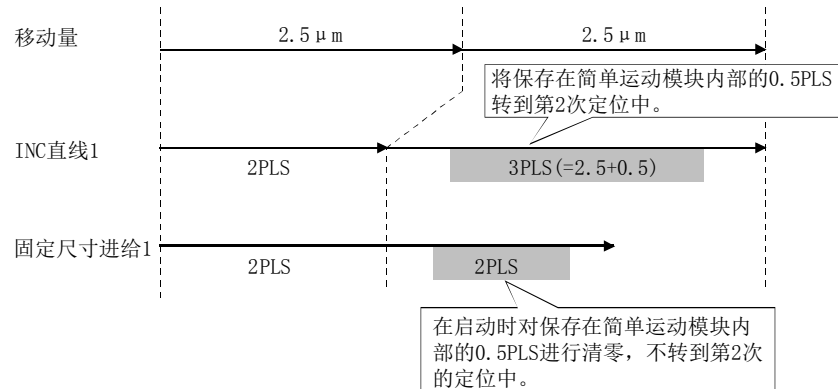 移动量
2.5μm
2.5μm
将保存在简单运动模块内部的0.5PLS
转到第2次定位中。
INC直线1
2PLS
3PLS(=2.5+0.5)
固定尺寸进给1
2PLS
2PLS
在启动时对保存在简单运动模块内
部的0.5PLS进行清零，不转到第2次
的定位中。